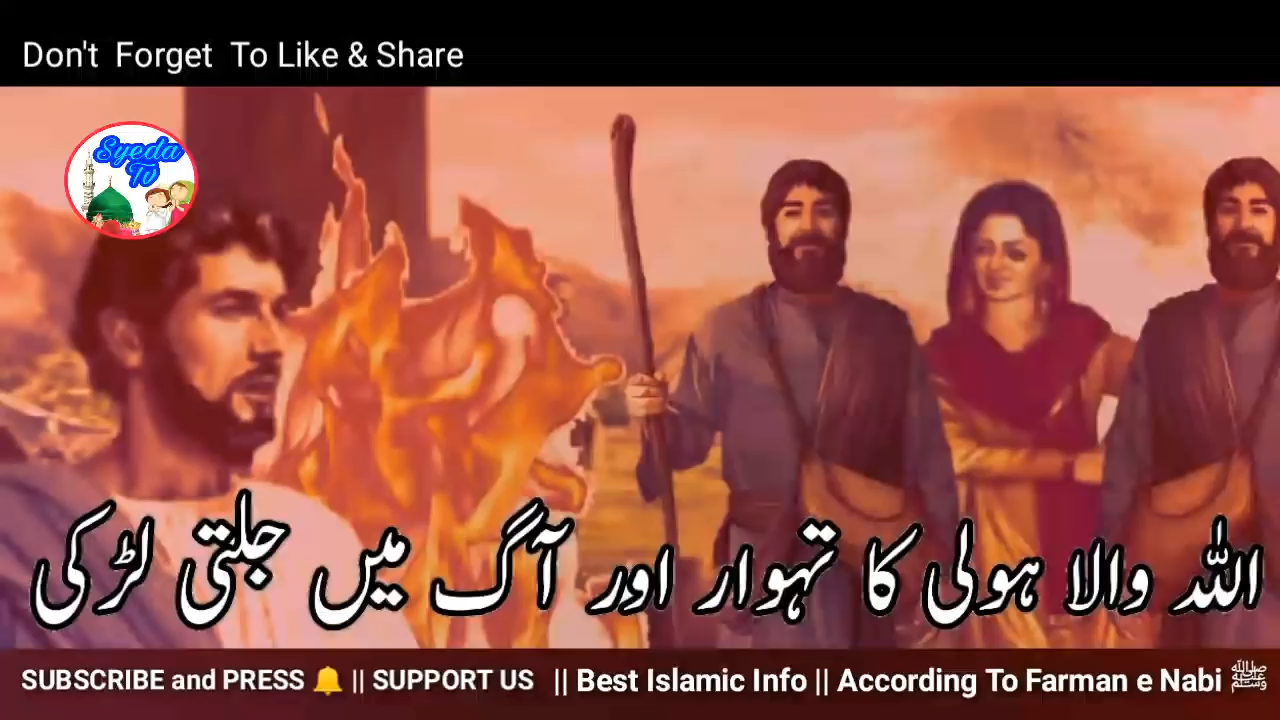 Don't Forget To Like & Share
Syeda
Tv
اللہ والا ہولی کا تہوار اور آگ میں جلتی لڑکی
SUBSCRIBE and PRESS 🔔 || SUPPORT US || Best Islamic Info || According To Farman e Nabi ﷺ